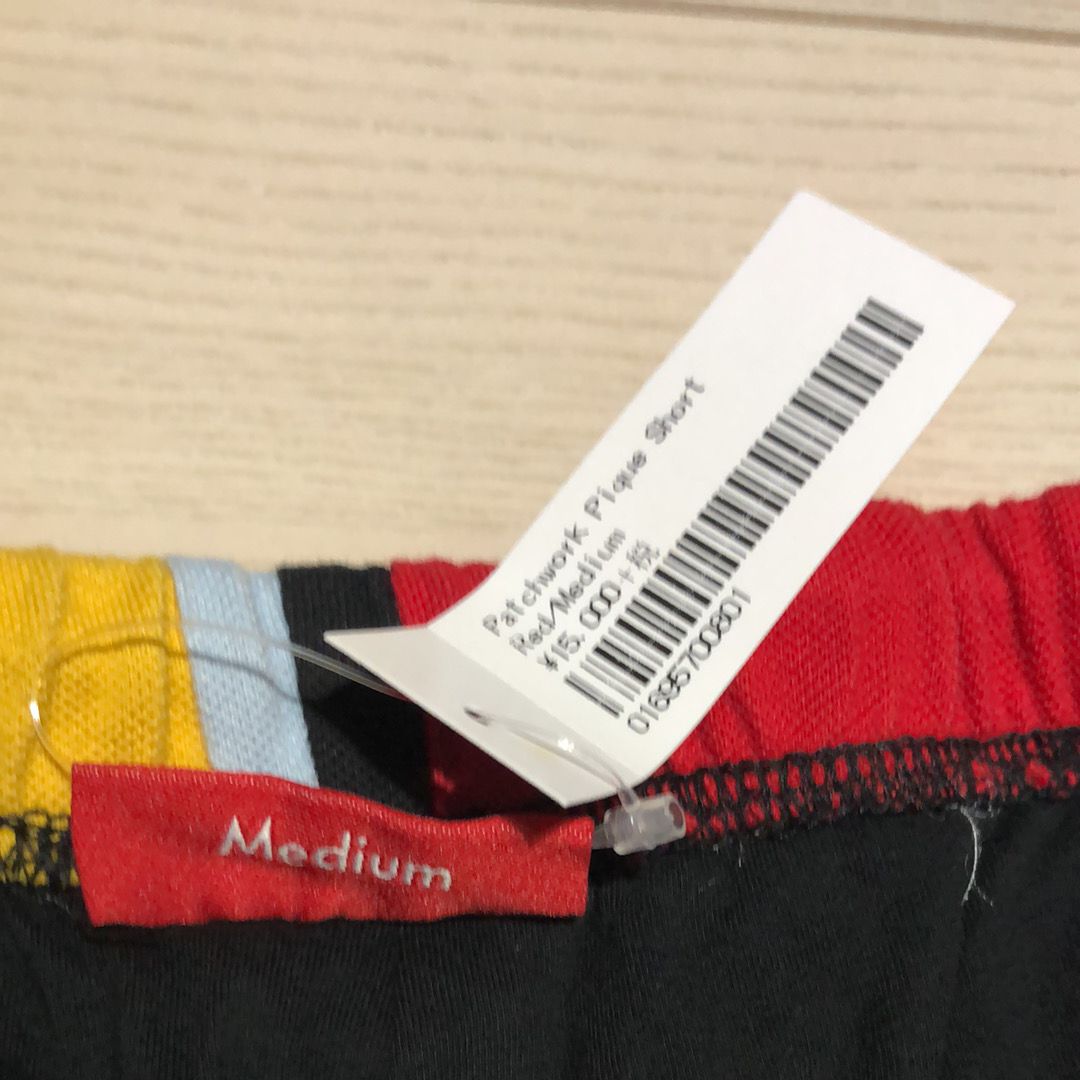 Patchwork Pique Short
Red/Medium
¥15,000+税
01695700801
Medium